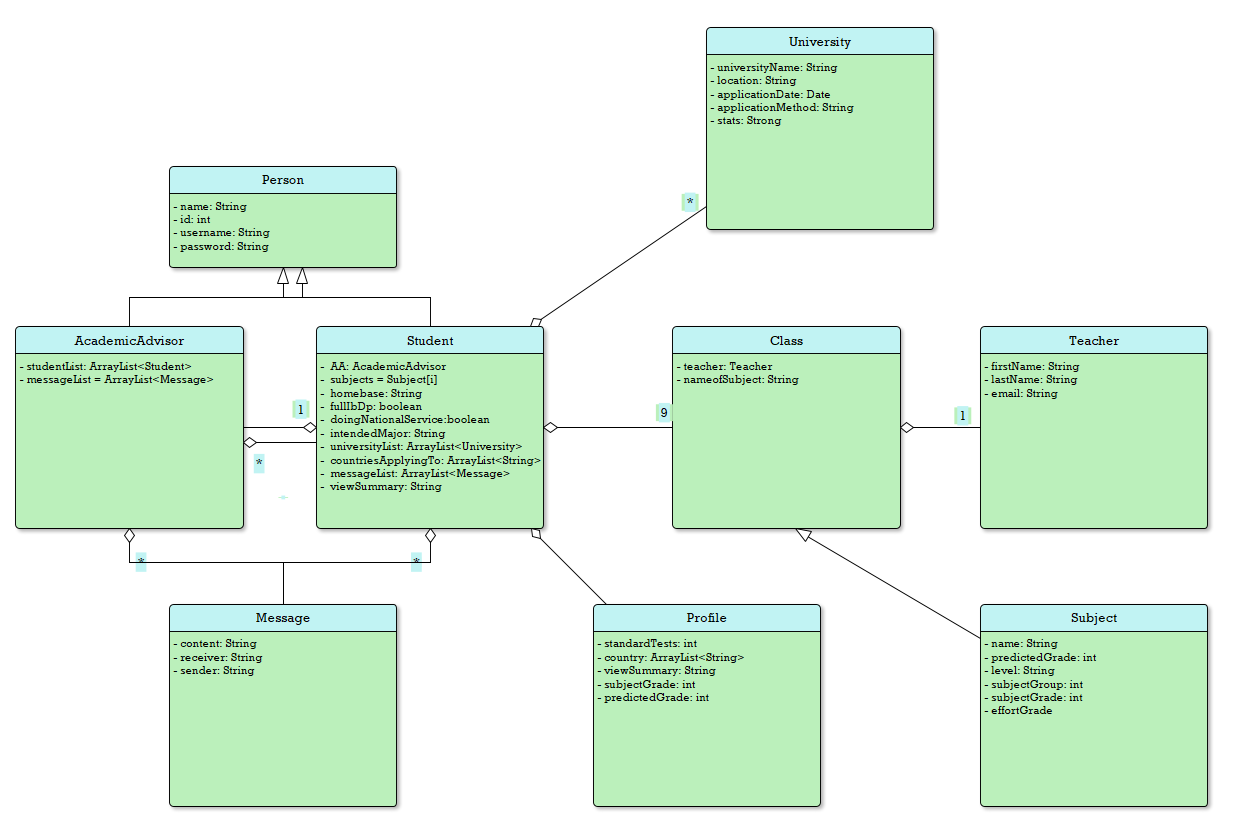 University
- universityName: String
- location: String
- applicationDate: Date
- applicationMethod: String
- stats: Strong
*
Person
- name: String
- id: int
- username: String
- password: String
AcademicAdvisor
- studentList: ArrayList<Student>
- messageList = ArrayList<Message>
1
*
Student
- AA: AcademicAdvisor
- subjects = Subject[i]
- homebase: String
- fullIbDp: boolean
- doingNationalService:boolean
- intendedMajor: String
- universityList: ArrayList<University>
- countriesApplyingTo: ArrayList<String>
- messageList: ArrayList<Message>
- viewSummary: String
9
Class
- teacher: Teacher
- nameofSubject: String
1
Teacher
- firstName: String
- lastName: String
- email: String
*
*
Message
- content: String
- receiver: String
- sender: String
Profile
- standardTests: int
- country: ArrayList<String>
- viewSummary: String
- subjectGrade: int
- predictedGrade: int
Subject
- name: String
- predictedGrade: int
- level: String
- subjectGroup: int
- subjectGrade: int
- effortGrade